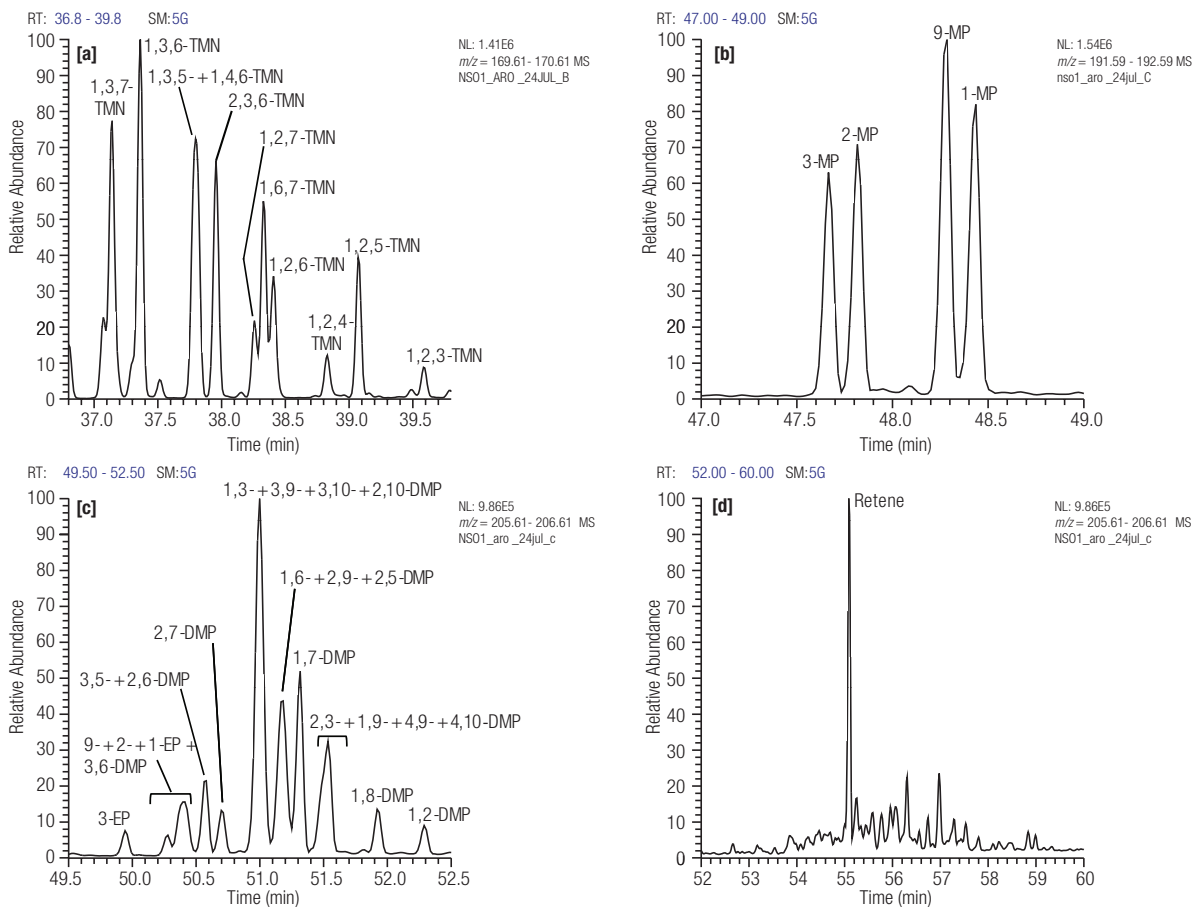 RT: 36.8 - 39.8 SM:5G
[a]
NL: 1.41E6
m/z = 169.61- 170.61 MS
NSO1_ARO _24JUL_B
Relative Abundance
100
90
80
70
60
50
40
30
20
10
0
1,3,7-
TMN
1,3,6-TMN
1,3,5- +1,4,6-TMN
2,3,6-TMN
1,2,7-TMN
1,6,7-TMN
1,2,6-TMN
1,2,4-
TMN
1,2,5-TMN
1,2,3-TMN
37.0 37.5 38.0 38.5 39.0 39.5
Time (min)
RT: 47.00 - 49.00 SM:5G
[b]
NL: 1.54E6
m/z = 191.59 - 192.59 MS
nso1_aro _24jul_C
Relative Abundance
100
90
80
70
60
50
40
30
20
10
0
3-MP
2-MP
9-MP
1-MP
47.0 47.5 48.0 48.5 49.0
Time (min)
RT: 49.50 - 52.50 SM:5G
[c]
NL: 9.86E5
m/z = 205.61- 206.61 MS
NSO1_aro _24jul_c
Relative Abundance
100
90
80
70
60
50
40
30
20
10
0
1,3- +3,9- +3,10- +2,10-DMP
1,6- +2,9- +2,5-DMP
2,7-DMP
1,7-DMP
3,5- +2,6-DMP
2,3- +1,9- +4,9- +4,10-DMP
9- +2- +1-EP +
3,6-DMP
3-EP
1,8-DMP
1,2-DMP
49.5 50.0 50.5 51.0 51.5 52.0 52.5
Time (min)
RT: 52.00 - 60.00 SM:5G
[d]
NL: 9.86E5
m/z = 205.61- 206.61 MS
NSO1_aro _24jul_c
Relative Abundance
100
90
80
70
60
50
40
30
20
10
0
Retene
52 53 54 55 56 57 58 59 60
Time (min)